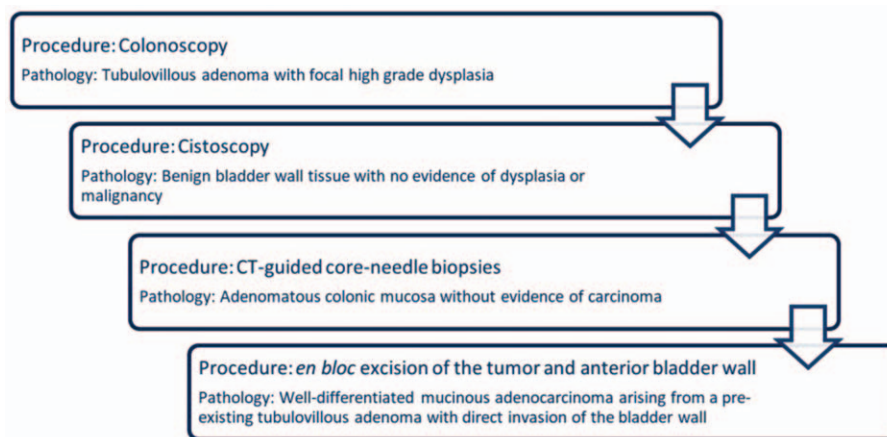 Procedure: Colonoscopy
Pathology: Tubulovillous adenoma with focal high grade dysplasia
Procedure: Cistoscopy
Pathology: Benign bladder wall tissue with no evidence of dysplasia or
malignancy
Procedure: CT-guided core-needle biopsies
Pathology: Adenomatous colonic mucosa without evidence of carcinoma
Procedure: en bloc excision of the tumor and anterior bladder wall
Pathology: Well-differentiated mucinous adenocarcinoma arising from a pre-
existing tubulovillous adenoma with direct invasion of the bladder wall